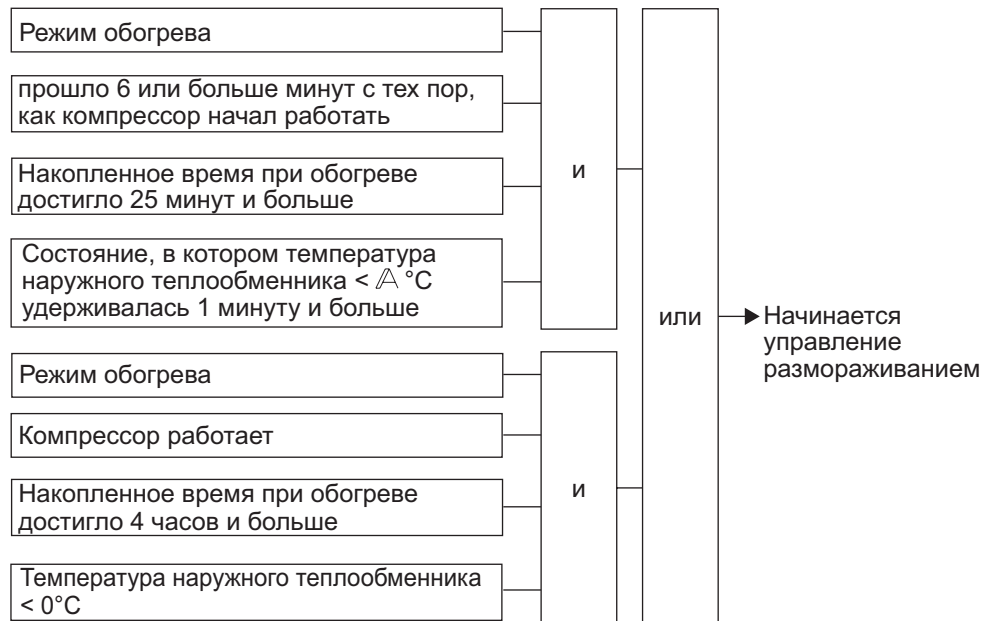 Режим обогрева
прошло 6 или больше минут с тех пор,
как компрессор начал работать
Накопленное время при обогреве
достигло 25 минут и больше
Состояние, в котором температура
наружного теплообменника < A °C
удерживалась 1 минуту и больше
и
Режим обогрева
Компрессор работает
Накопленное время при обогреве
достигло 4 часов и больше
Температура наружного теплообменника
< 0°C
и
или
Начинается
управление
размораживанием